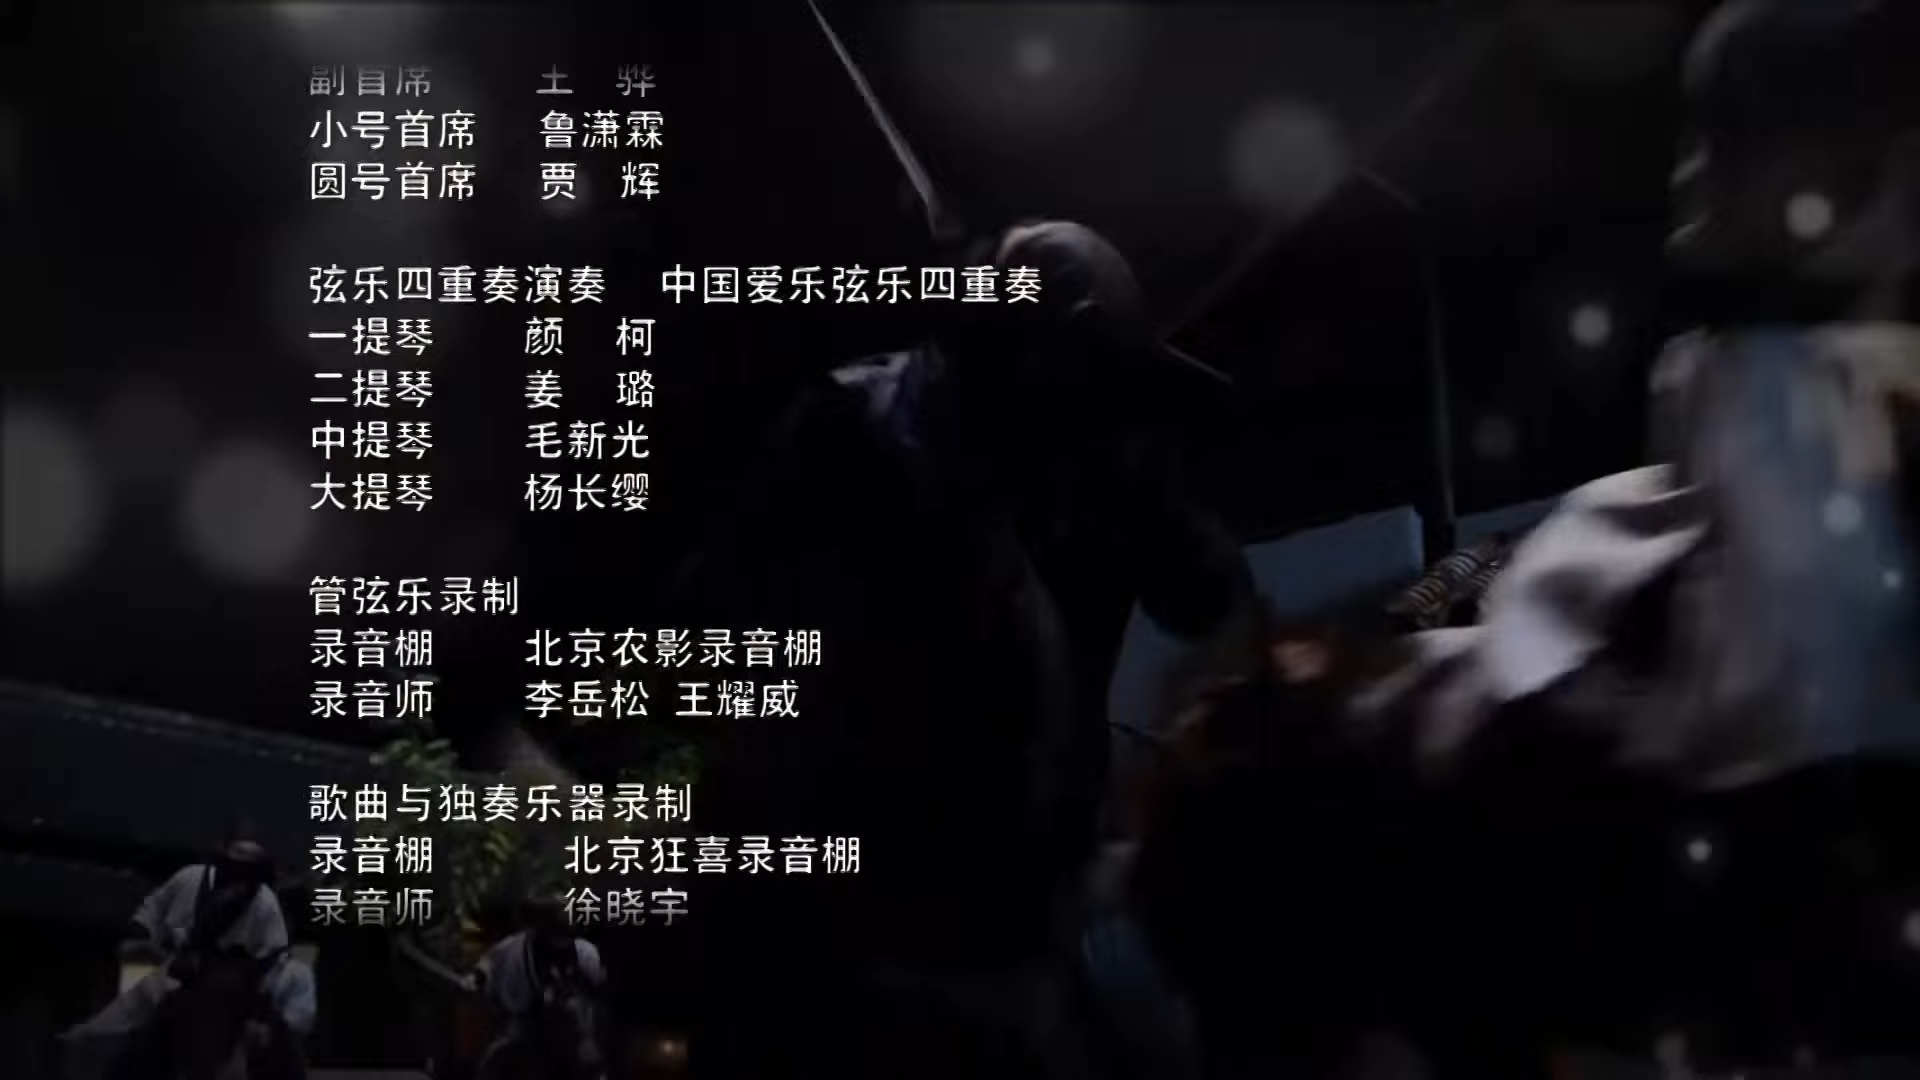 副首席 王 骅
小号首席 鲁潇霖
圆号首席 贾 辉
弦乐四重奏演奏 中国爱乐弦乐四重奏
一提琴 颜 柯
二提琴 姜 璐
中提琴 毛新光
大提琴 杨长缨
管弦乐录制
录音棚 北京农影录音棚
录音师 李岳松 王耀威
歌曲与独奏乐器录制
录音棚 北京狂喜录音棚
录音师 徐晓宇